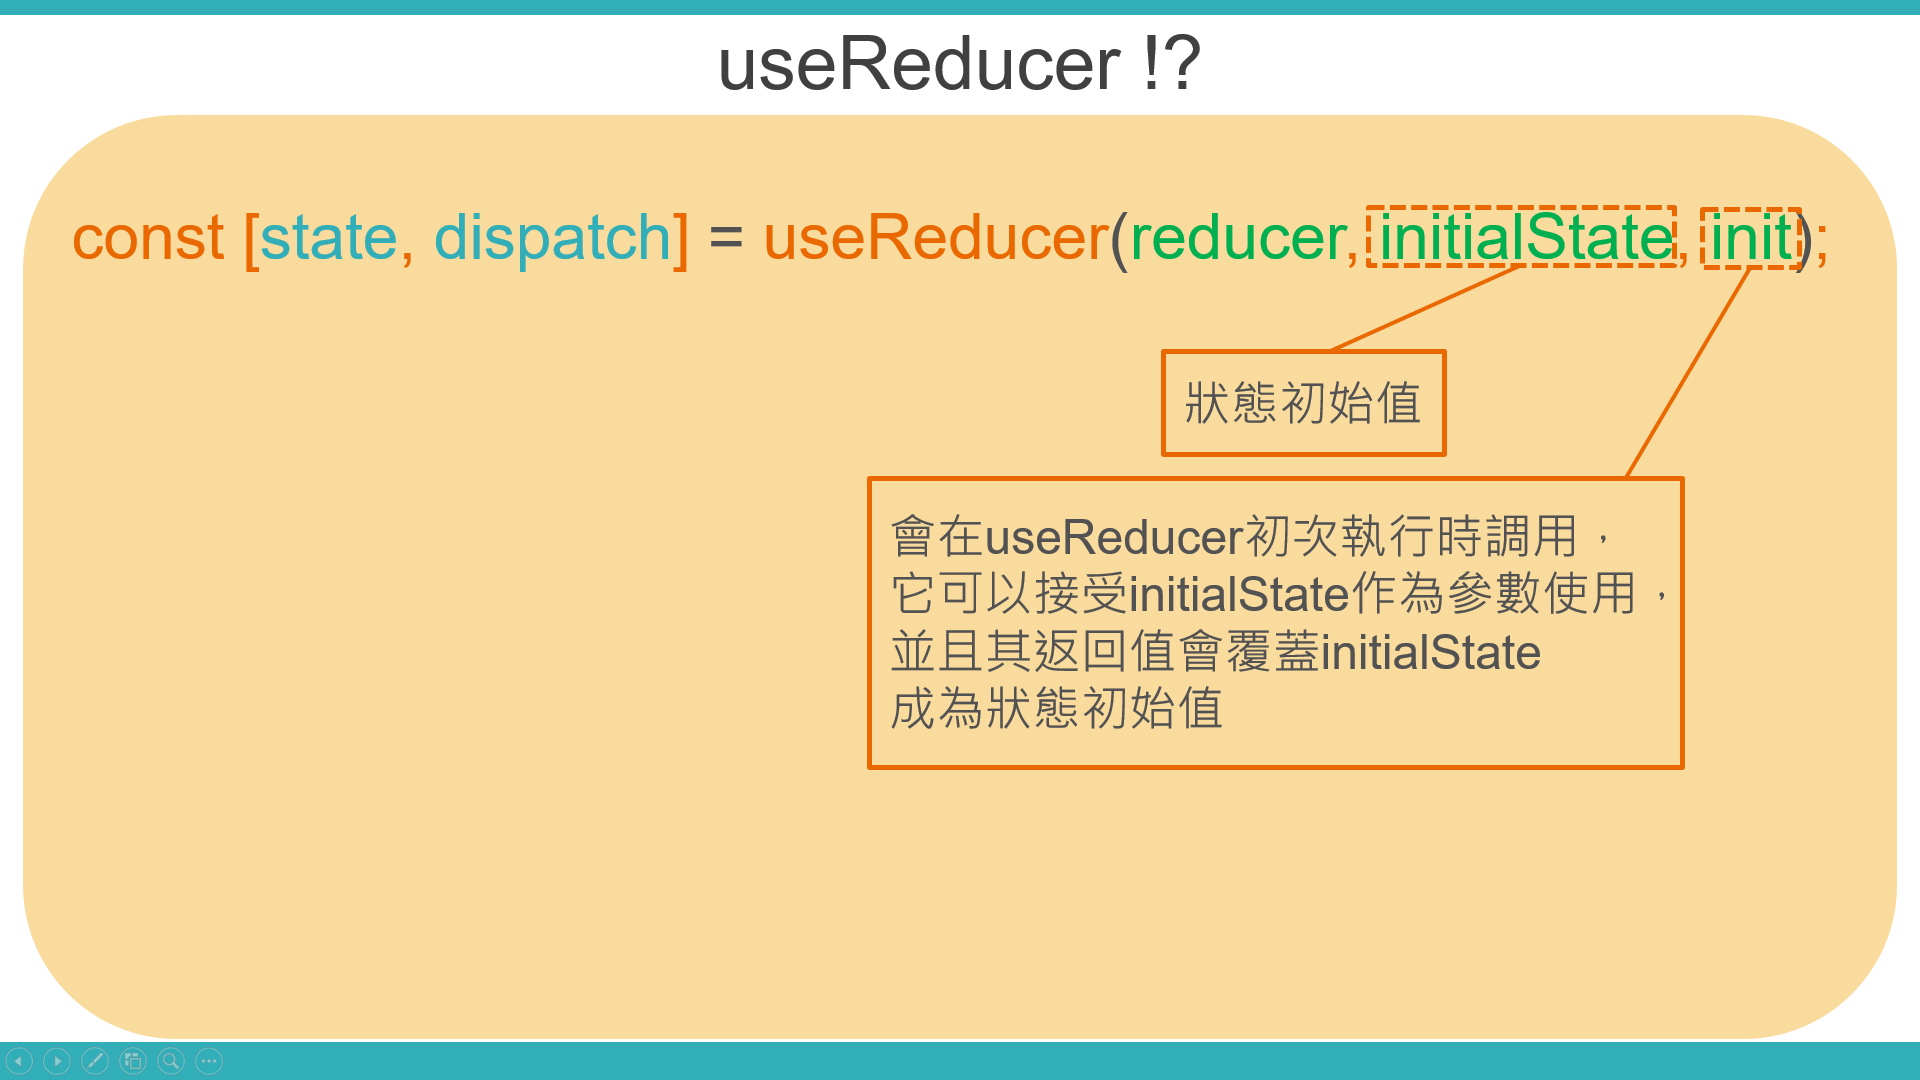 useReducer !?
const [state, dispatch] = useReducer(reducer, initialState, init);
狀態初始值
會在useReducer初次執行時調用，
它可以接受initialState作為參數使用，
並且其返回值會覆蓋initialState
成為狀態初始值